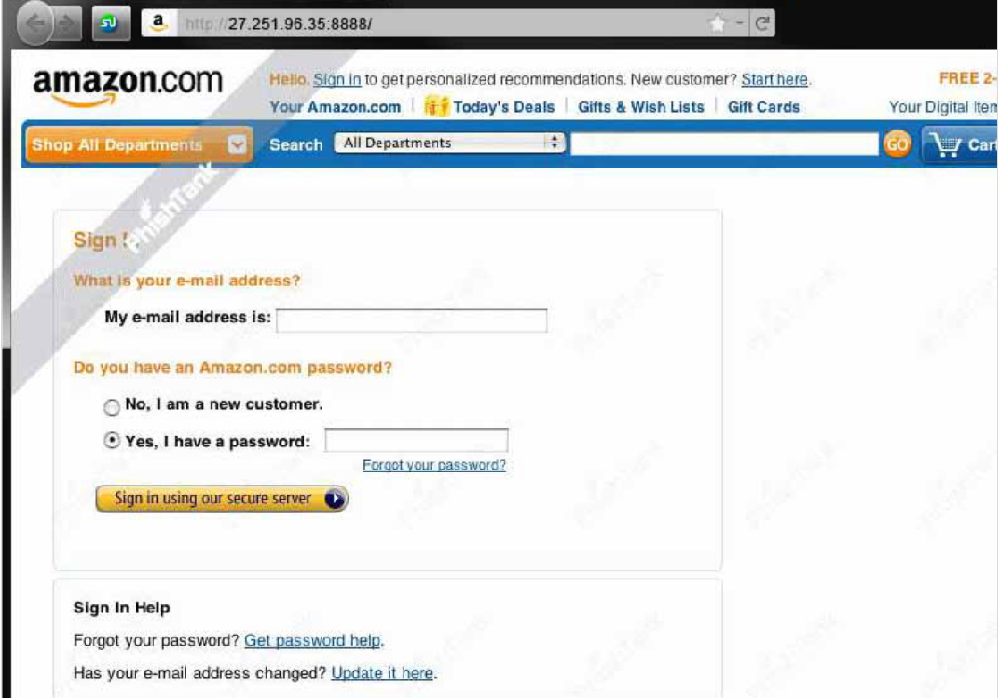 a http://27.251.96.35:8888/
amazon.com
Hello. Sign in to get personalized recommendations. New customer? Start here. FREE 2-
Your Amazon.com Today's Deals Gifts & Wish Lists Gift Cards Your Digital Item
Shop All Departments Search All Departments GO Cart
PhishTank
Sign
What is your e-mail address?
My e-mail address is:
Do you have an Amazon.com password?
No, I am a new customer.
Yes, I have a password:
Forgot your password?
Sign in using our secure server
Sign In Help
Forgot your password? Get password help.
Has your e-mail address changed? Update it here.